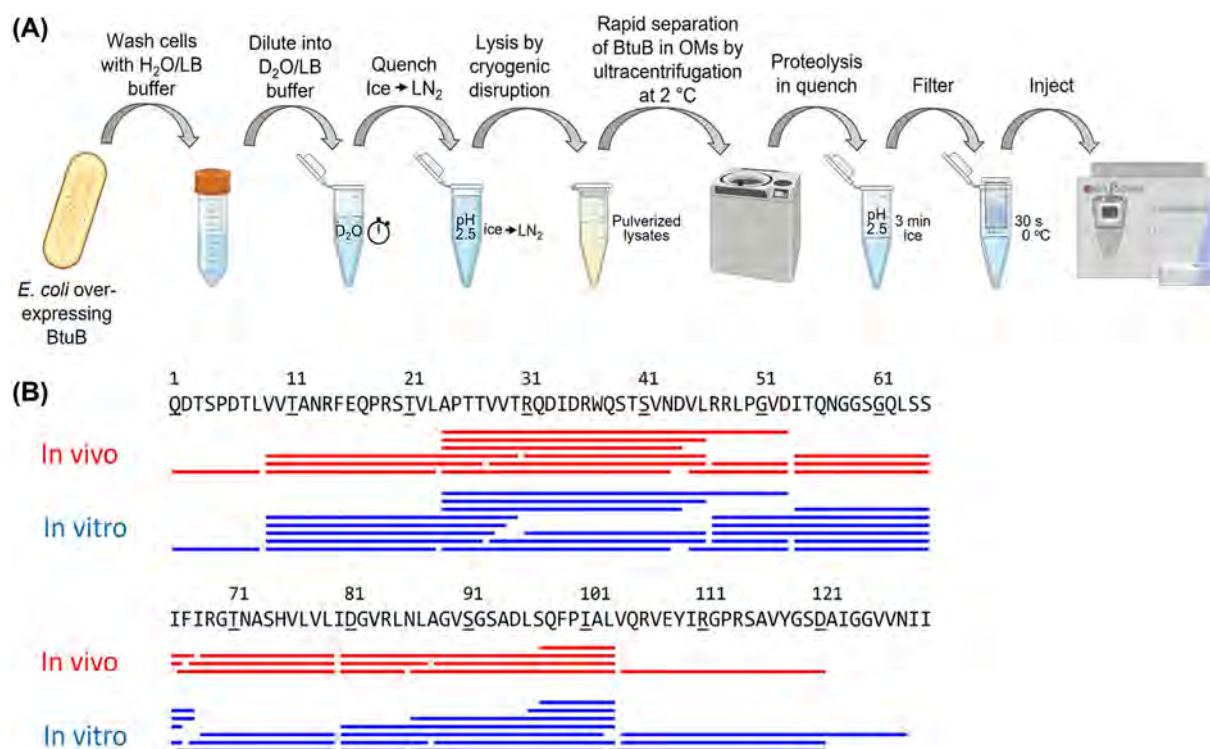 (A)
Wash cells
with H₂O/LB
buffer
Dilute into
D₂O/LB
buffer
Quench
Ice → LN₂
Lysis by
cryogenic
disruption
Rapid separation
of BtuB in OMs by
ultracentrifugation
at 2 °C
Proteolysis
in quench
Filter
Inject
D₂O
pH
2.5
ice→LN₂
Pulverized
lysates
pH
2.5
3 min
ice
30 s
0 ºC
E. coli over-
expressing
BtuB
(B)
1 11 21 31 41 51 61
QDTSPDTLVVTANRFEQPRSTVLAPTTVVTRQDIDRWQSTSVNDVLRRLPGVDITQNGGSGQLSS
In vivo
In vitro
71 81 91 101 111 121
IFIRGTNASHVLVLIDGVRLNLAGVSGSADLSQFPIALVQRVEYIRGPRSAVYGSDAIGGVVNII
In vivo
In vitro